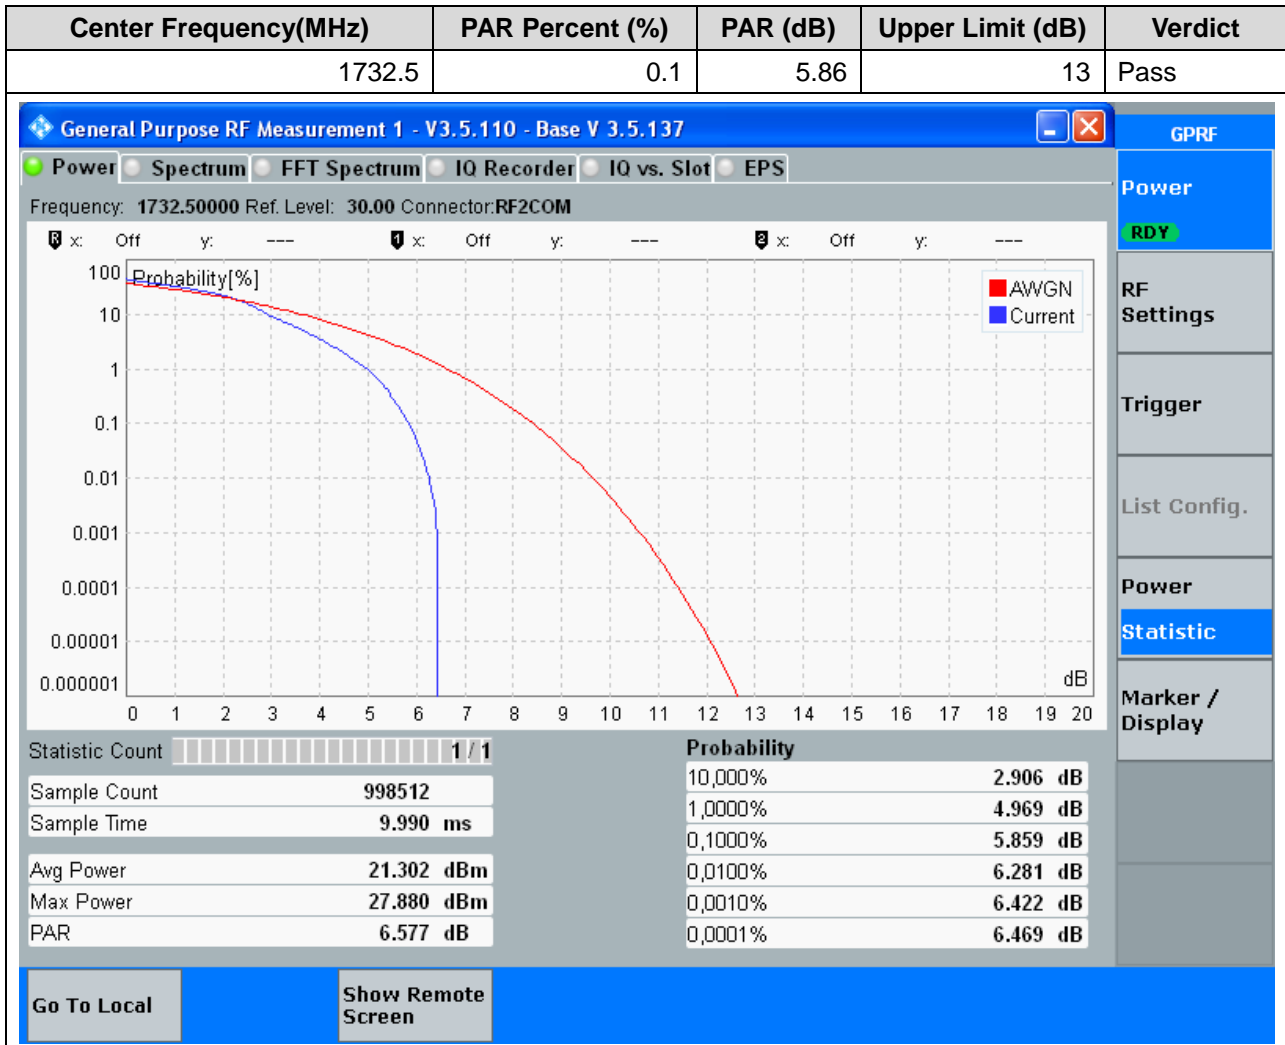 Center Frequency(MHz) PAR Percent (%) PAR (dB) Upper Limit (dB) Verdict
1732.5 0.1 5.86 13 Pass
General Purpose RF Measurement 1 - V3.5.110 - Base V 3.5.137
GPRF
Power Spectrum FFT Spectrum IQ Recorder IQ vs. Slot EPS
Power
RDY
Frequency: 1732.50000 Ref. Level: 30.00 Connector:RF2COM
R x: Off y: --- 1 x: Off y: --- 2 x: Off y: ---
Probability[%]
100
10
1
0.1
0.01
0.001
0.0001
0.00001
0.000001
AWGN
Current
dB
0 1 2 3 4 5 6 7 8 9 10 11 12 13 14 15 16 17 18 19 20
RF
Settings
Trigger
List Config.
Power
Statistic
Marker /
Display
Statistic Count 1 / 1
Sample Count 998512
Sample Time 9.990 ms
Avg Power 21.302 dBm
Max Power 27.880 dBm
PAR 6.577 dB
Probability
10,000% 2.906 dB
1,0000% 4.969 dB
0,1000% 5.859 dB
0,0100% 6.281 dB
0,0010% 6.422 dB
0,0001% 6.469 dB
Go To Local
Show Remote
Screen